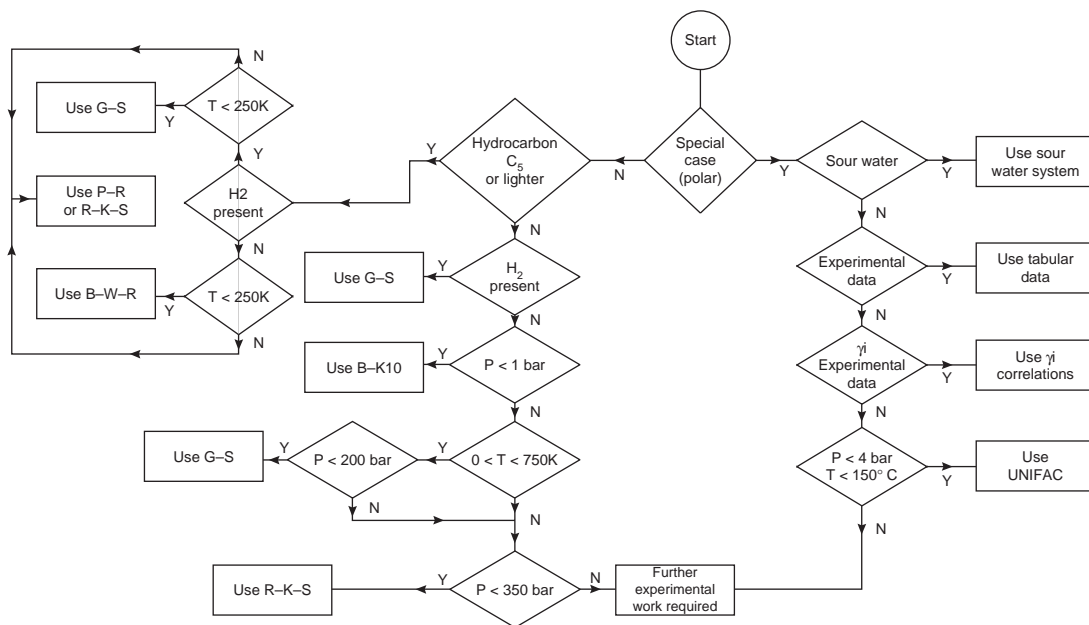 Start
N
Use G–S
T < 250K
Y
Y
Hydrocarbon
C5
or lighter
N
Special
case
(polar)
Y
Sour water
Y
Use sour
water system
Y
Use P–R
or R–K–S
H2
present
N
N
Use G–S
Y
H2
present
Experimental
data
Y
Use tabular
data
Use B–W–R
Y
T < 250K
N
N
N
Use B–K10
Y
P < 1 bar
γi
Experimental
data
Y
Use γi
correlations
N
N
Use G–S
Y
P < 200 bar
Y
0 < T < 750K
P < 4 bar
T < 150° C
Y
Use
UNIFAC
N
N
N
Use R–K–S
Y
P < 350 bar
N
Further
experimental
work required